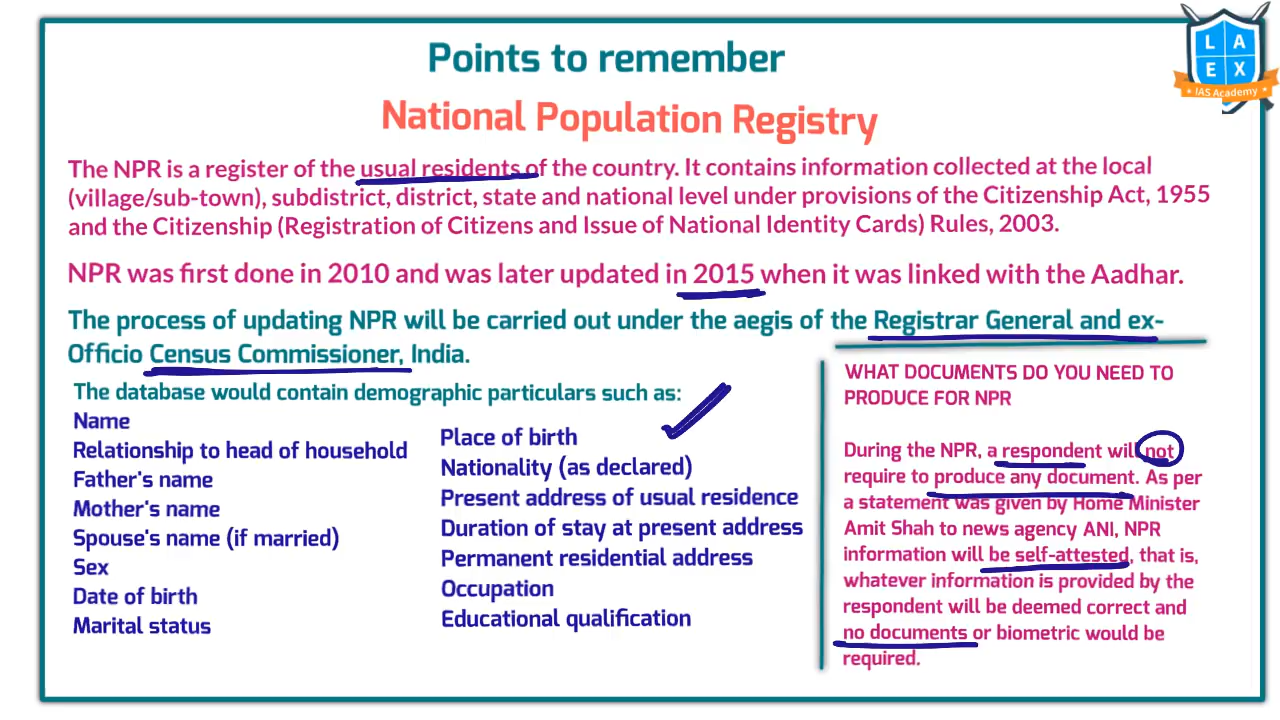 Points to remember
National Population Registry
L A
E X
IAS Academy
The NPR is a register of the usual residents of the country. It contains information collected at the local
(village/sub-town), subdistrict, district, state and national level under provisions of the Citizenship Act, 1955
and the Citizenship (Registration of Citizens and Issue of National Identity Cards) Rules, 2003.
NPR was first done in 2010 and was later updated in 2015 when it was linked with the Aadhar.
The process of updating NPR will be carried out under the aegis of the Registrar General and ex-
Officio Census Commissioner, India.
The database would contain demographic particulars such as:
Name
Relationship to head of household
Father's name
Mother's name
Spouse's name (if married)
Sex
Date of birth
Marital status
Place of birth
Nationality (as declared)
Present address of usual residence
Duration of stay at present address
Permanent residential address
Occupation
Educational qualification
WHAT DOCUMENTS DO YOU NEED TO
PRODUCE FOR NPR
During the NPR, a respondent will not
require to produce any document. As per
a statement was given by Home Minister
Amit Shah to news agency ANI, NPR
information will be self-attested, that is,
whatever information is provided by the
respondent will be deemed correct and
no documents or biometric would be
required.